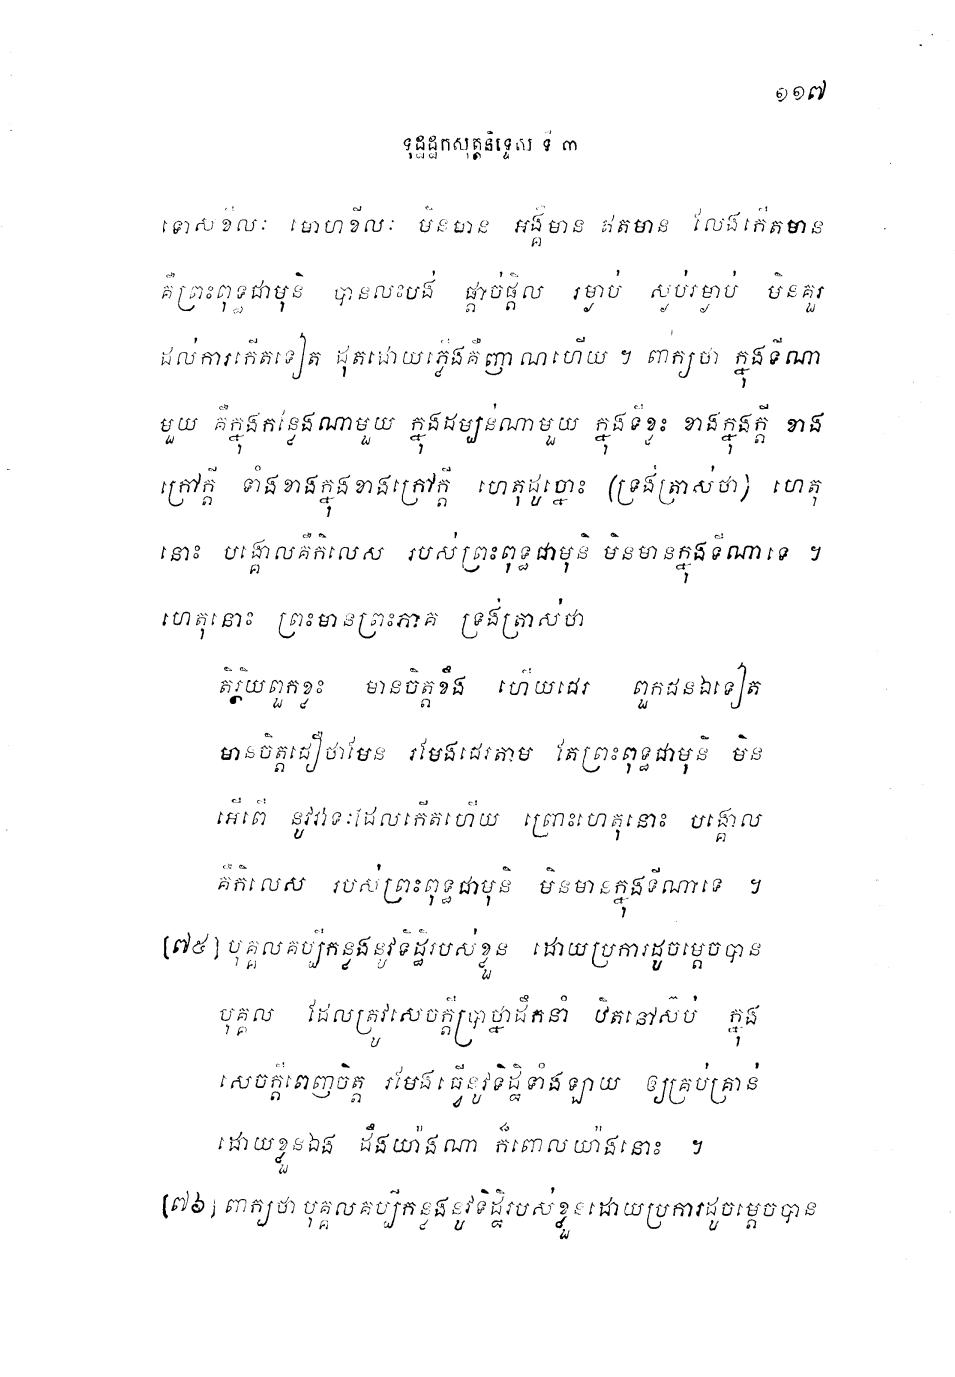 ១១៧
ទុដ្ឋដ្ឋកសុត្តនិទ្ទេស ទី ៣
ទោសខីលៈ មោហខីលៈ មិនមាន អង្គ័មាន ឥតមាន លែងកើតមាន
គឺព្រះពុទ្ធជាមុនិ បានលះបង់ ផ្តាច់ផ្តិល រម្ងាប់ ស្ងប់រម្ងាប់ មិនគួរ
ដល់ការកើតទៀត ដុតដោយភ្លើងគឺញាណហើយ ។ ពាក្យថា ក្នុងទីណា
មួយ គឺក្នុងកន្លែងណាមួយ ក្នុងដម្បន់ណាមួយ ក្នុងទីខ្លះ ខាងក្នុងក្តី ខាង
ក្រៅក្តី ទាំងខាងក្នុងខាងក្រៅក្តី ហេតុដូច្នោះ (ទ្រង់ត្រាស់ថា) ហេតុ
នោះ បង្គោលគឺកិលេស របស់ព្រះពុទ្ធជាមុនិ មិនមានក្នុងទីណាទេ ។
ហេតុនោះ ព្រះមានព្រះភាគ ទ្រង់ត្រាស់ថា
តិរ្ថិយពួកខ្លះ មានចិត្តខឹង ហើយដេរ ពួកជនឯទៀត
មានចិត្តជឿថាមែន រមែងដេរតាម តែព្រះពុទ្ធជាមុនិ មិន
អើពើ នូវវាទៈដែលកើតហើយ ព្រោះហេតុនោះ បង្គោល
គឺកិលេស របស់ព្រះពុទ្ធជាមុនិ មិនមានក្នុងទីណាទេ ។
[៧៥] បុគ្គលគប្បីកន្លងនូវទិដ្ឋិរបស់ខ្លួន ដោយប្រការដូចម្តេចបាន
បុគ្គល ដែលត្រូវសេចក្តីប្រាថ្នាដឹកនាំ ឋិតនៅស៊ប់ ក្នុង
សេចក្តីពេញចិត្ត រមែងធ្វើនូវទិដ្ឋិទាំងឡាយ ឲ្យគ្រប់គ្រាន់
ដោយខ្លួនឯង ដឹងយ៉ាងណា ក៏ពោលយ៉ាងនោះ ។
[៧៦] ពាក្យថា បុគ្គលគប្បីកន្លងនូវទិដ្ឋិរបស់ខ្លួនដោយប្រការដូចម្តេចបាន